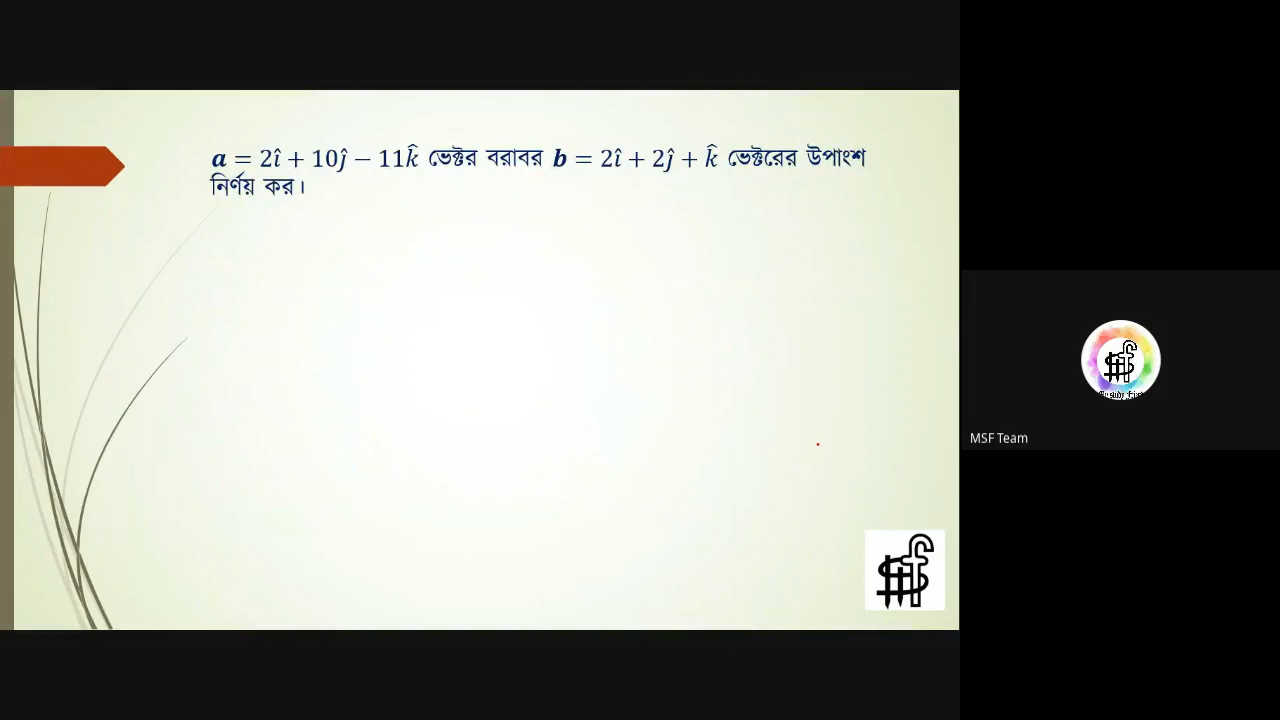 a = 2î + 10ĵ − 11k̂ ভেক্টর বরাবর b = 2î + 2ĵ + k̂ ভেক্টরের উপাংশ
নির্ণয় কর।
MSF Team